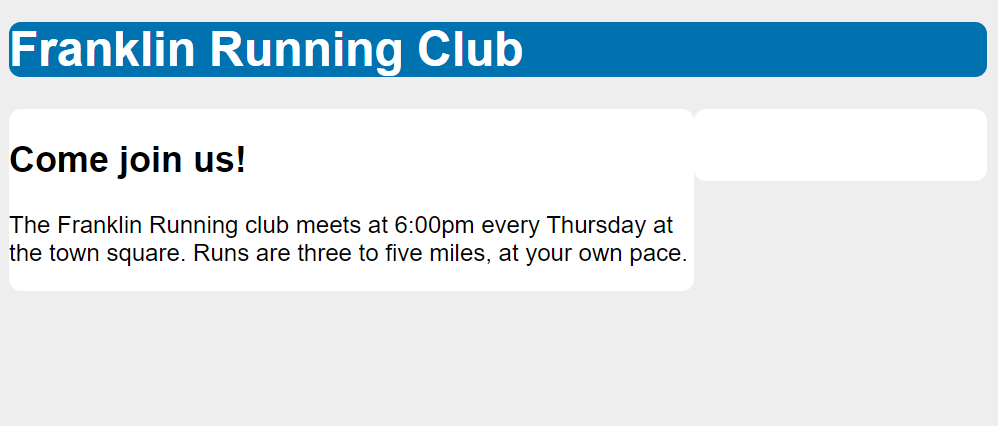 Franklin Running Club
Come join us!
The Franklin Running club meets at 6:00pm every Thursday at
the town square. Runs are three to five miles, at your own pace.